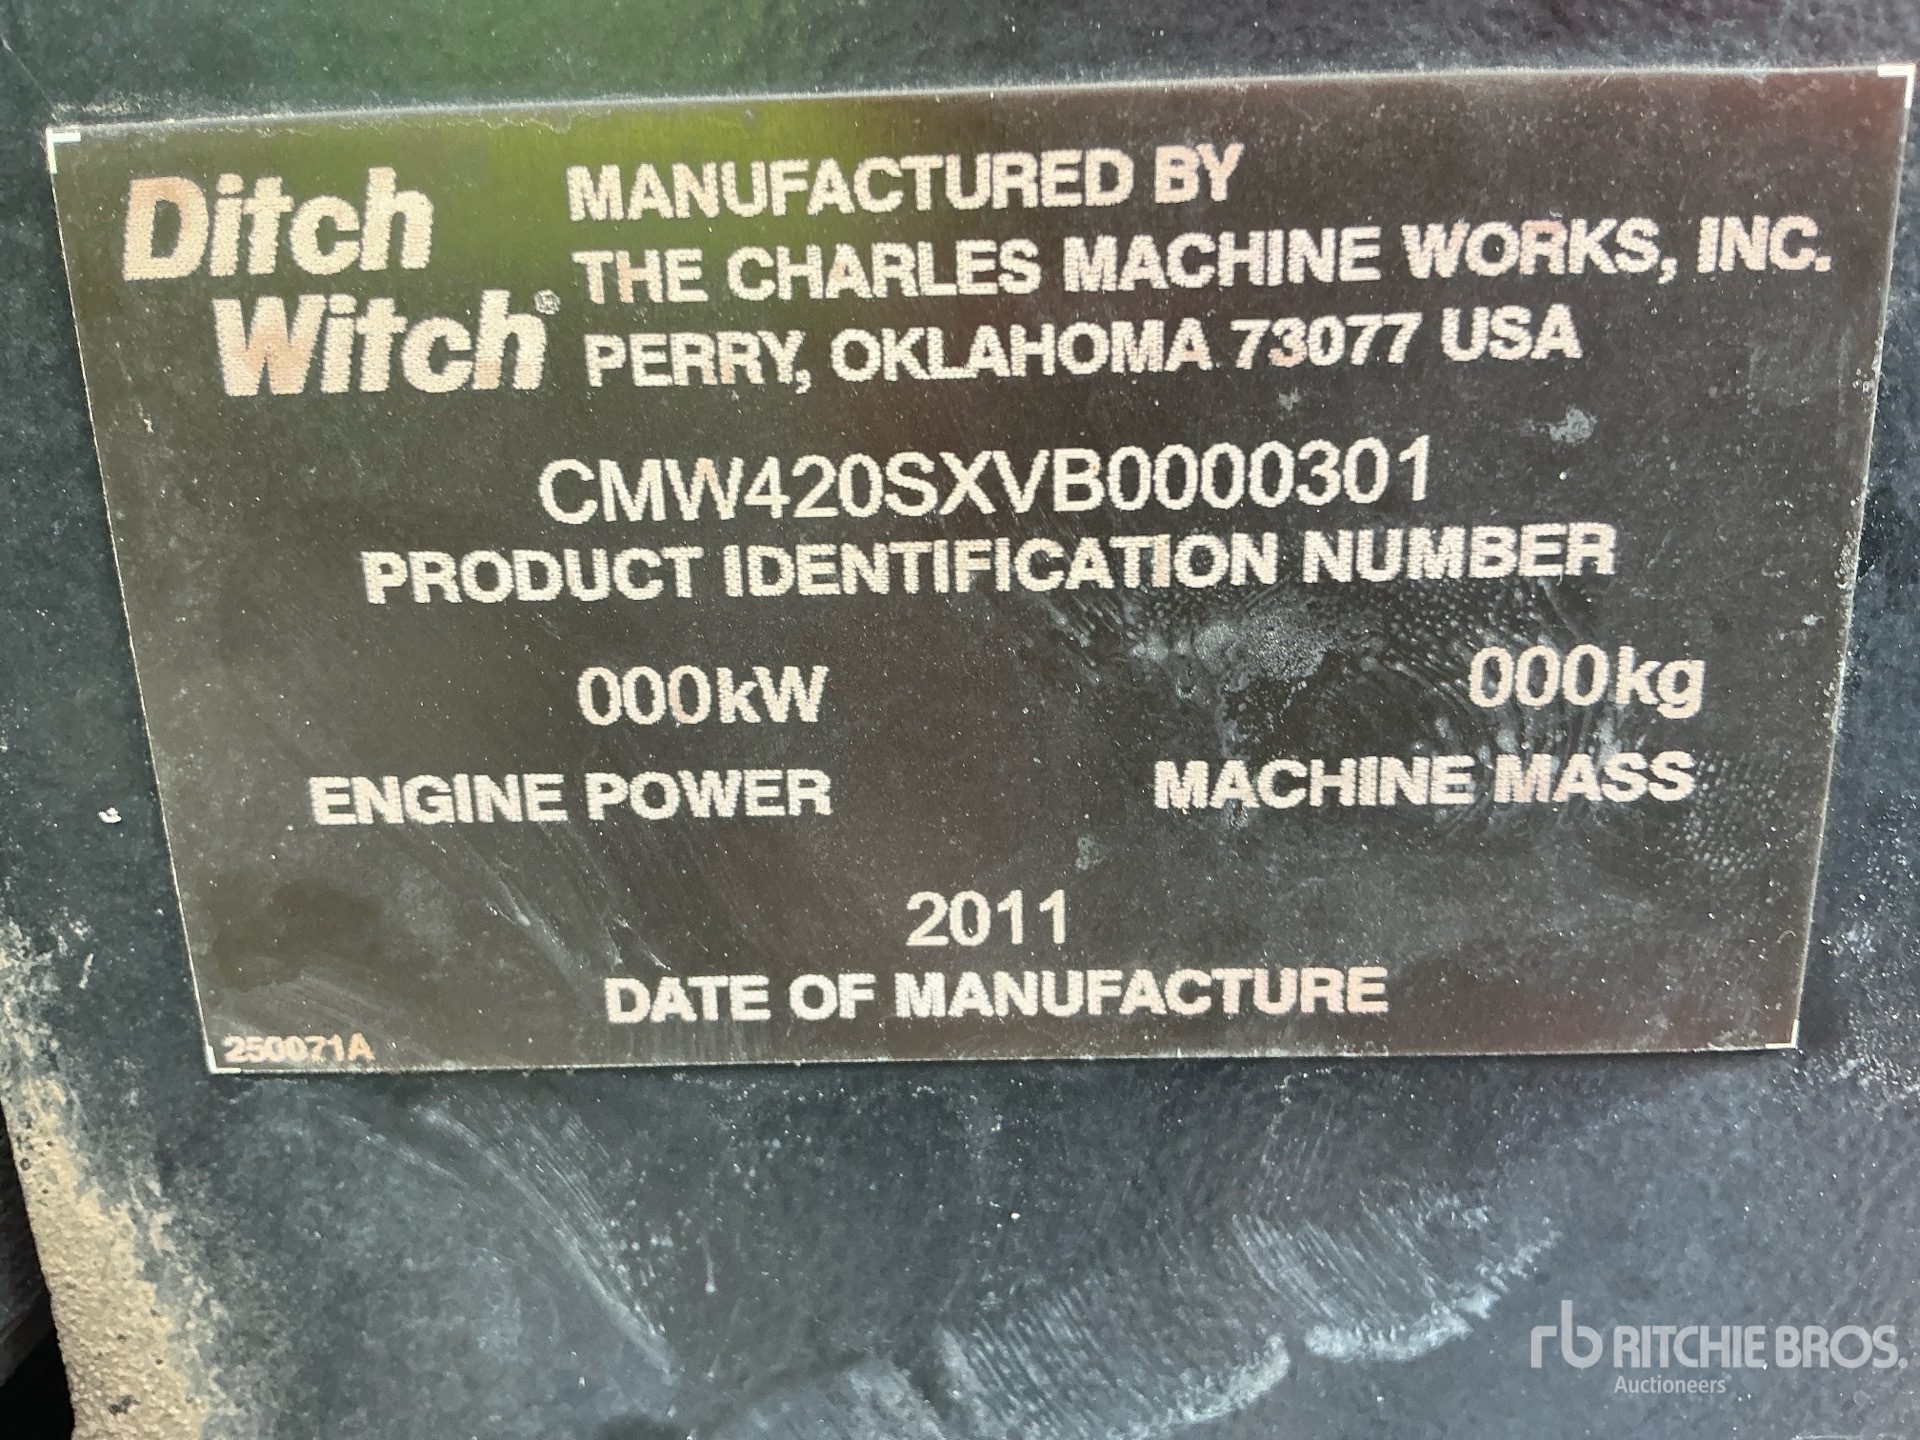 Ditch
Witch®
MANUFACTURED BY
THE CHARLES MACHINE WORKS, INC.
PERRY, OKLAHOMA 73077 USA
CMW420SXVB0000301
PRODUCT IDENTIFICATION NUMBER
000kW
ENGINE POWER
000kg
MACHINE MASS
2011
DATE OF MANUFACTURE
250071A
rb RITCHIE BROS.
Auctioneers